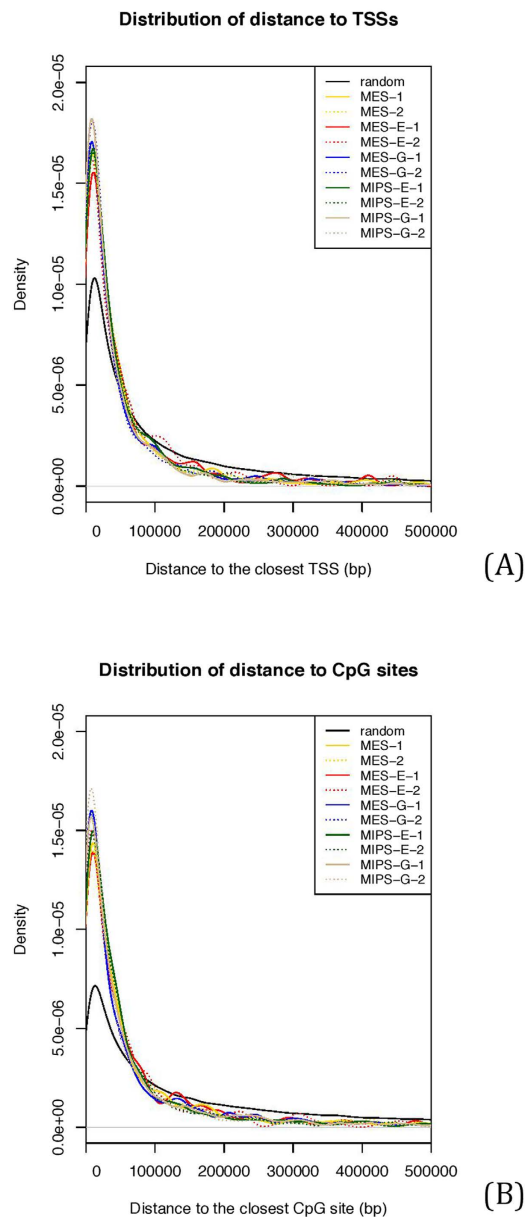 Distribution of distance to TSSs
2.0e−05
1.5e−05
1.0e−05
5.0e−06
0.0e+00
Density
random
MES−1
MES−2
MES−E−1
MES−E−2
MES−G−1
MES−G−2
MIPS−E−1
MIPS−E−2
MIPS−G−1
MIPS−G−2
0 100000 200000 300000 400000 500000
Distance to the closest TSS (bp)
(A)
Distribution of distance to CpG sites
2.0e−05
1.5e−05
1.0e−05
5.0e−06
0.0e+00
Density
random
MES−1
MES−2
MES−E−1
MES−E−2
MES−G−1
MES−G−2
MIPS−E−1
MIPS−E−2
MIPS−G−1
MIPS−G−2
0 100000 200000 300000 400000 500000
Distance to the closest CpG site (bp)
(B)